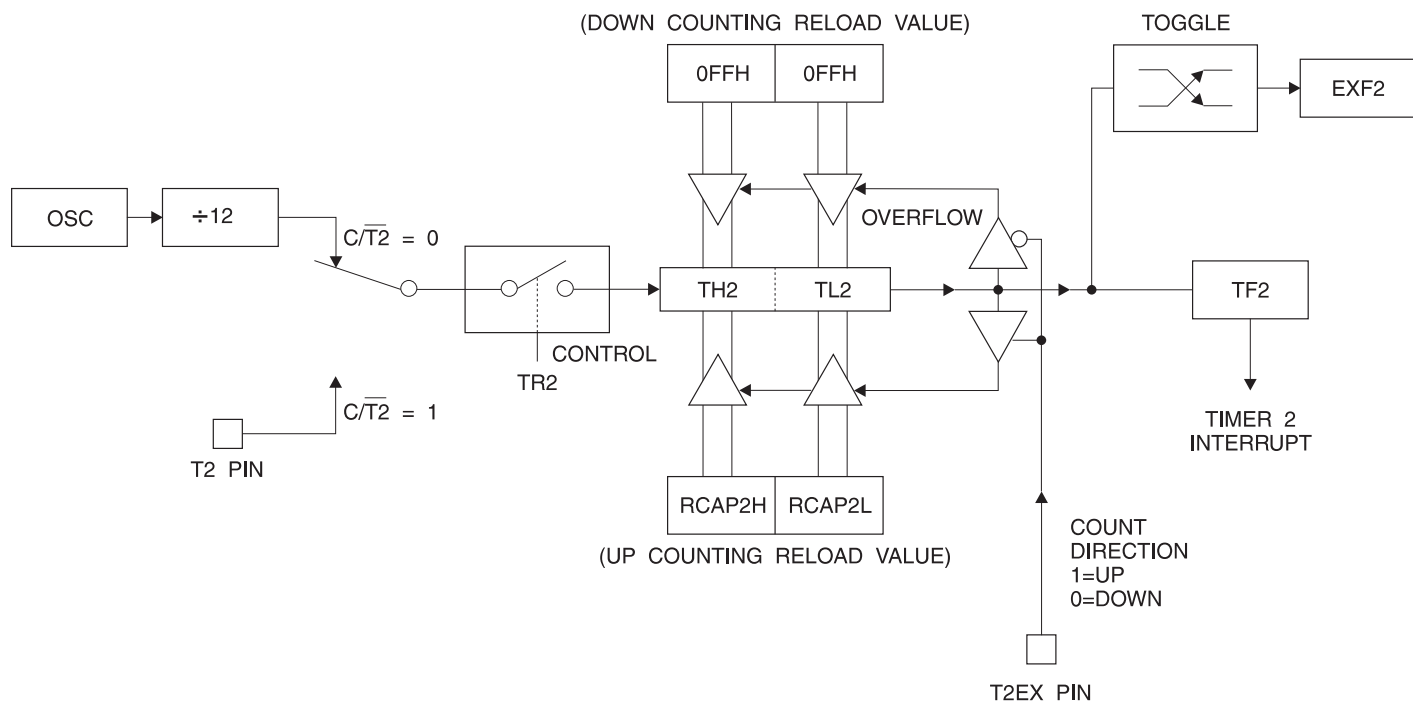 (DOWN COUNTING RELOAD VALUE)
TOGGLE
0FFH 0FFH
EXF2
OSC
÷12
C/T2̅ = 0
OVERFLOW
TH2 TL2
TF2
CONTROL
TR2
C/T2̅ = 1
T2 PIN
TIMER 2
INTERRUPT
RCAP2H RCAP2L
(UP COUNTING RELOAD VALUE)
COUNT
DIRECTION
1=UP
0=DOWN
T2EX PIN